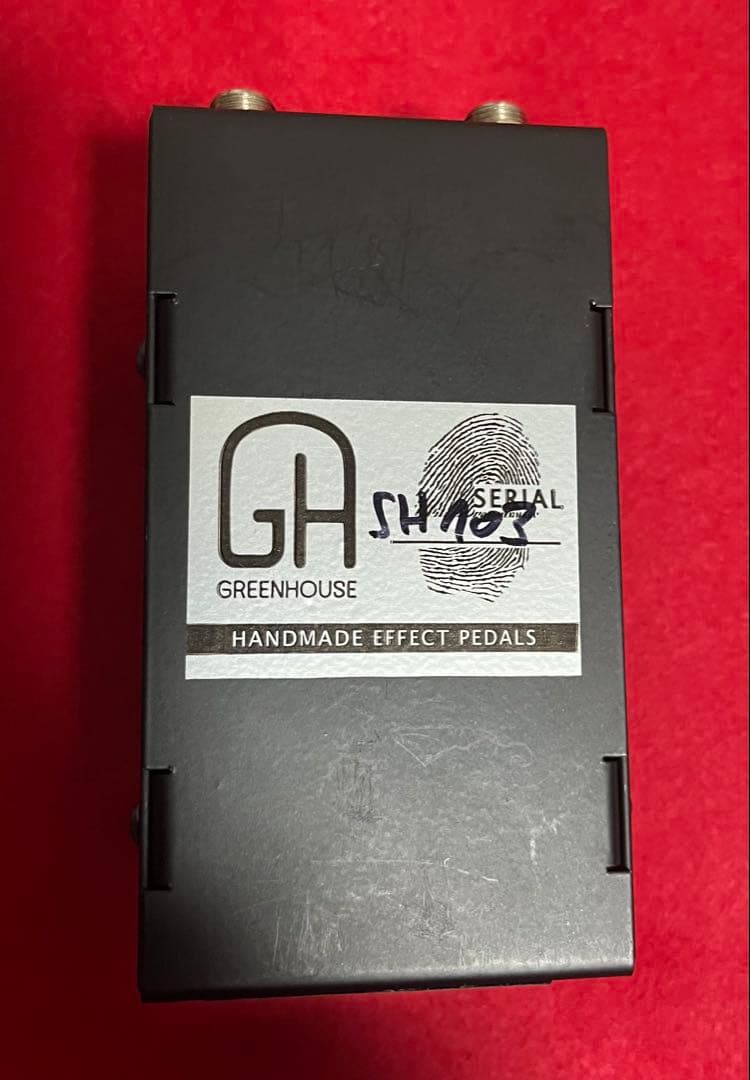 GH
GREENHOUSE
SERIAL
SH103
HANDMADE EFFECT PEDALS